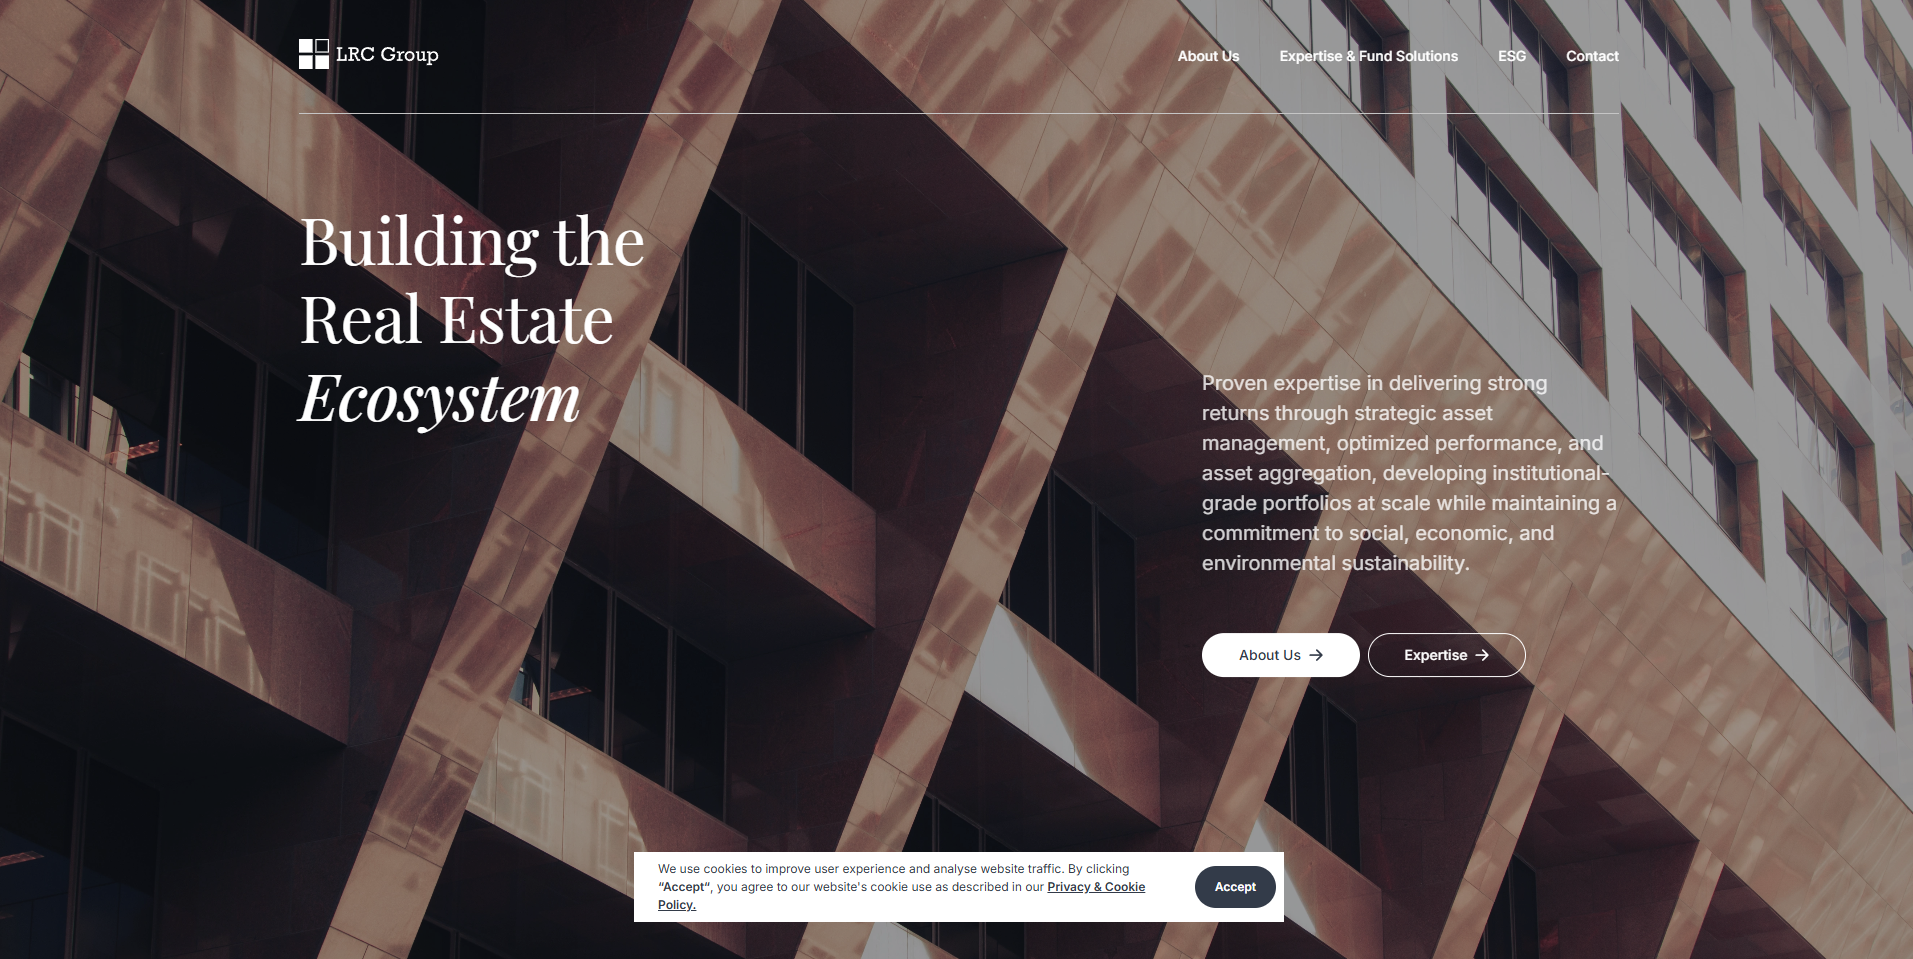 LRC Group
About Us
Expertise & Fund Solutions
ESG
Contact
Building the
Real Estate
Ecosystem
Proven expertise in delivering strong
returns through strategic asset
management, optimized performance, and
asset aggregation, developing institutional-
grade portfolios at scale while maintaining a
commitment to social, economic, and
environmental sustainability.
About Us →
Expertise →
We use cookies to improve user experience and analyse website traffic. By clicking
“Accept“, you agree to our website's cookie use as described in our Privacy & Cookie
Policy.
Accept